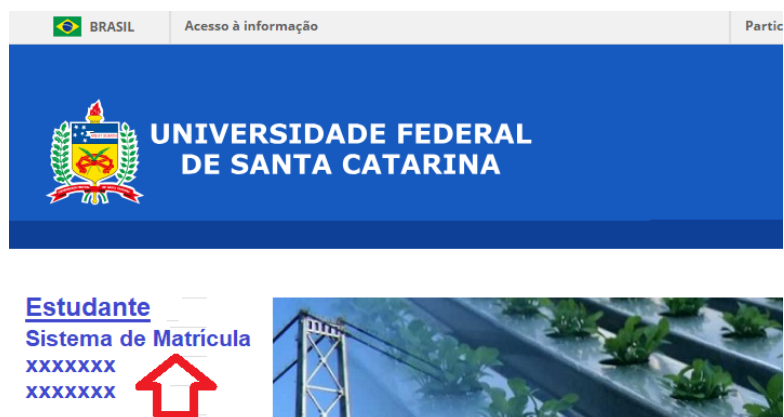 BRASIL
Acesso à informação
Partic
UNIVERSIDADE FEDERAL
DE SANTA CATARINA
Estudante
Sistema de Matrícula
xxxxxxx
xxxxxxx